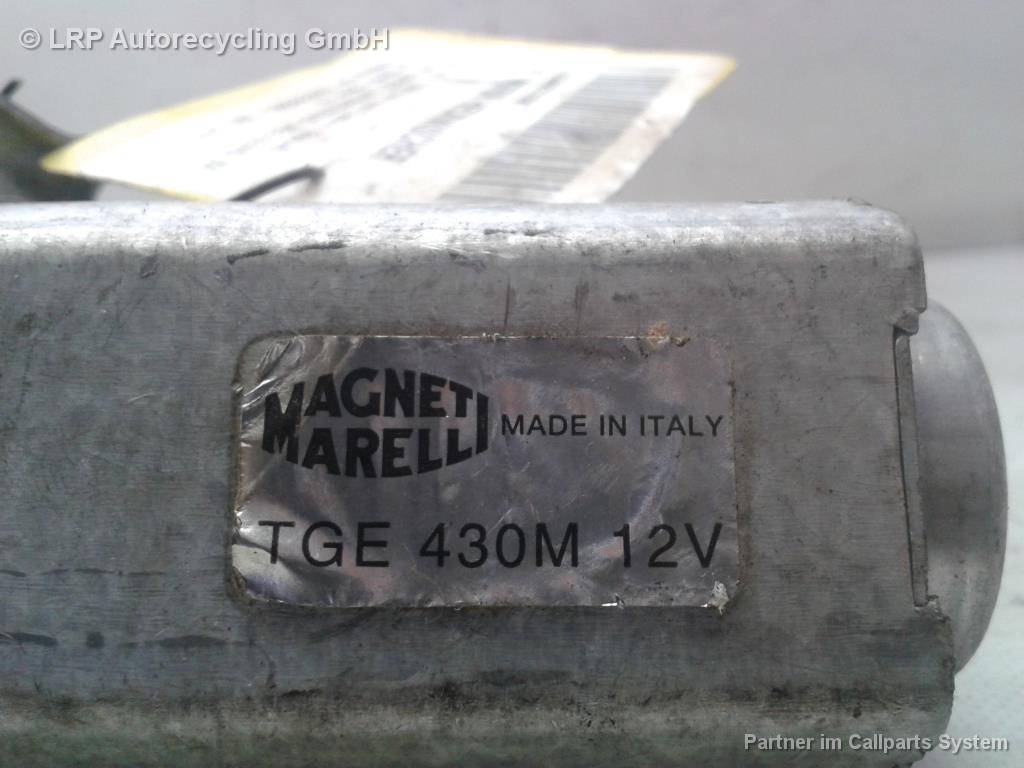 © LRP Autorecycling GmbH
MAGNETI
MARELLI
MADE IN ITALY
TGE 430M 12V
Partner im Callparts System